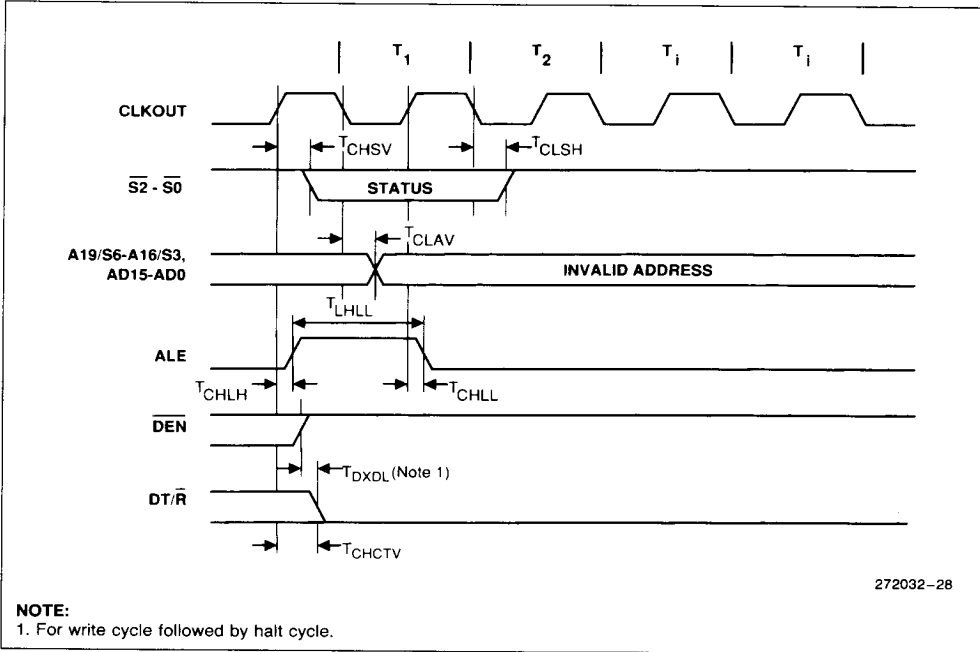 T1 T2 Ti Ti
CLKOUT
TCHSV TCLSH
S2 - S0 STATUS
TCLAV
A19/S6-A16/S3,
AD15-AD0 INVALID ADDRESS
TLHLL
ALE
TCHLH TCHLL
DEN
TDXDL (Note 1)
DT/R
TCHCTV
272032-28
NOTE:
1. For write cycle followed by halt cycle.